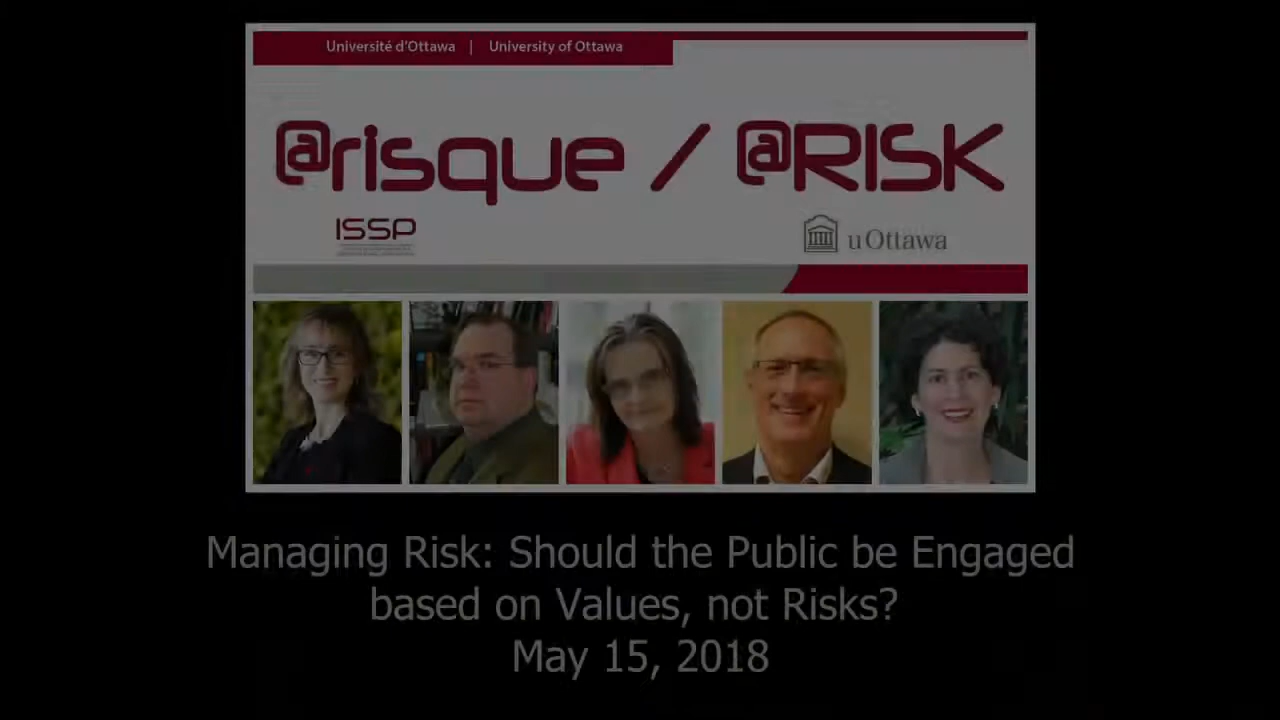 Université d'Ottawa | University of Ottawa
@risque / @RISK
ISSP
uOttawa
Managing Risk: Should the Public be Engaged
based on Values, not Risks?
May 15, 2018